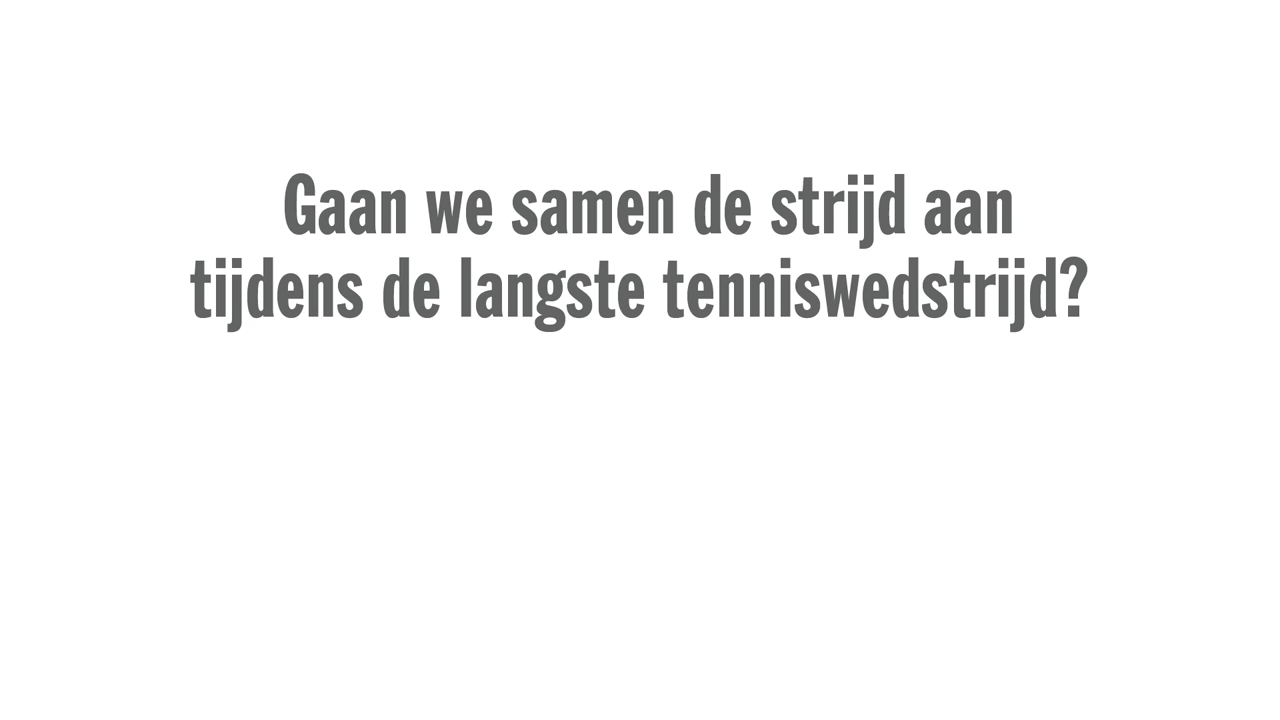 Gaan we samen de strijd aan
tijdens de langste tenniswedstrijd?